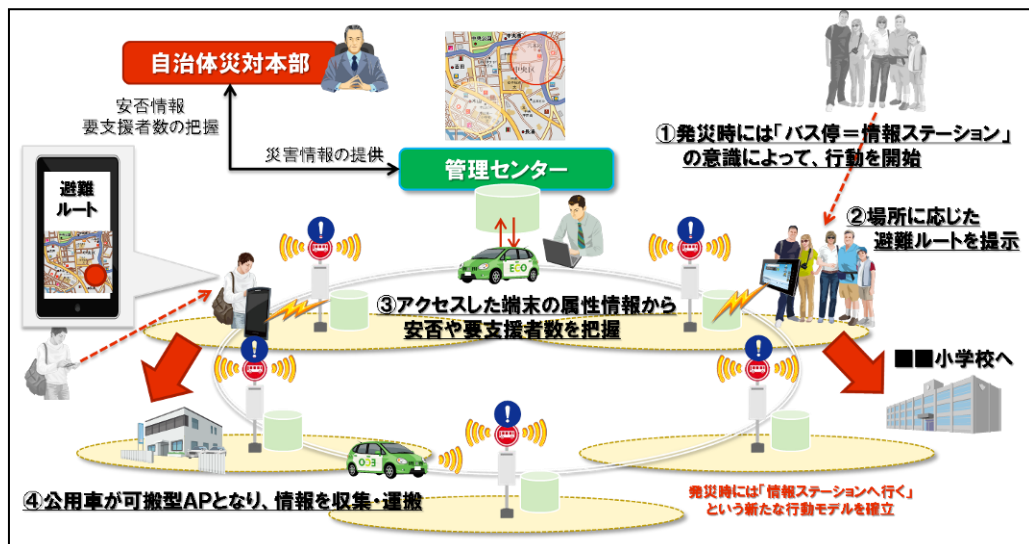 自治体災対本部
安否情報
要支援者数の把握
災害情報の提供
管理センター
①発災時には「バス停＝情報ステーション」
の意識によって、行動を開始
②場所に応じた
避難ルートを提示
避難
ルート
中央区
ECO
③アクセスした端末の属性情報から
安否や要支援者数を把握
■■小学校へ
ECO
④公用車が可搬型APとなり、情報を収集・運搬
発災時には「情報ステーションへ行く」
という新たな行動モデルを確立